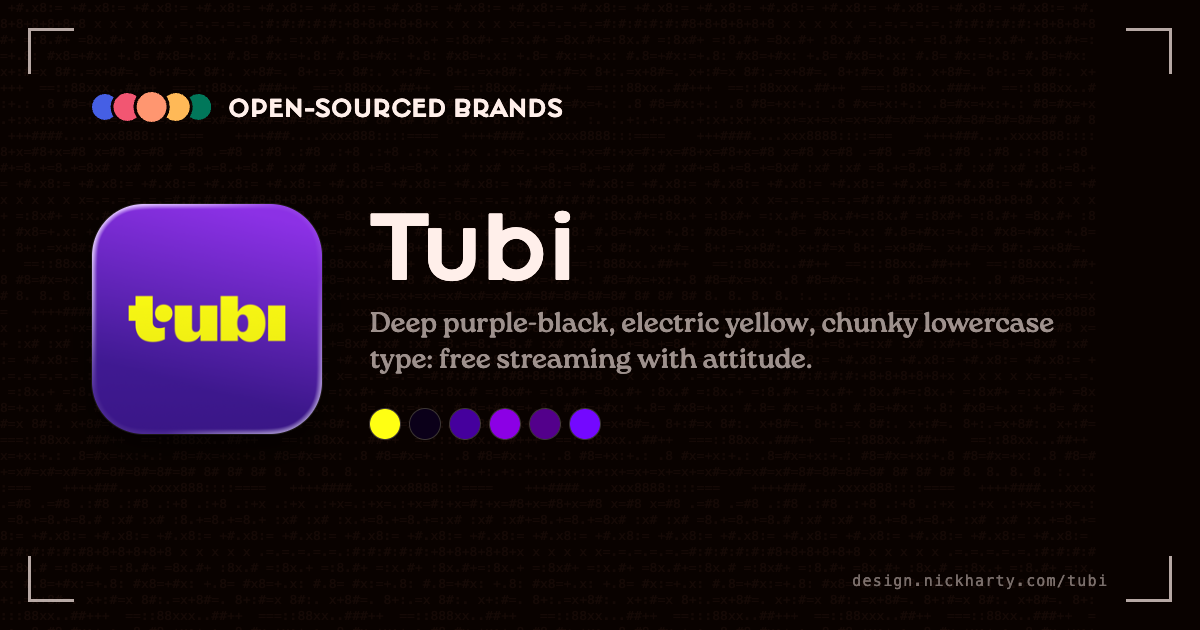 OPEN-SOURCED BRANDS
tubi
Tubi
Deep purple-black, electric yellow, chunky lowercase
type: free streaming with attitude.
design.nickharty.com/tubi